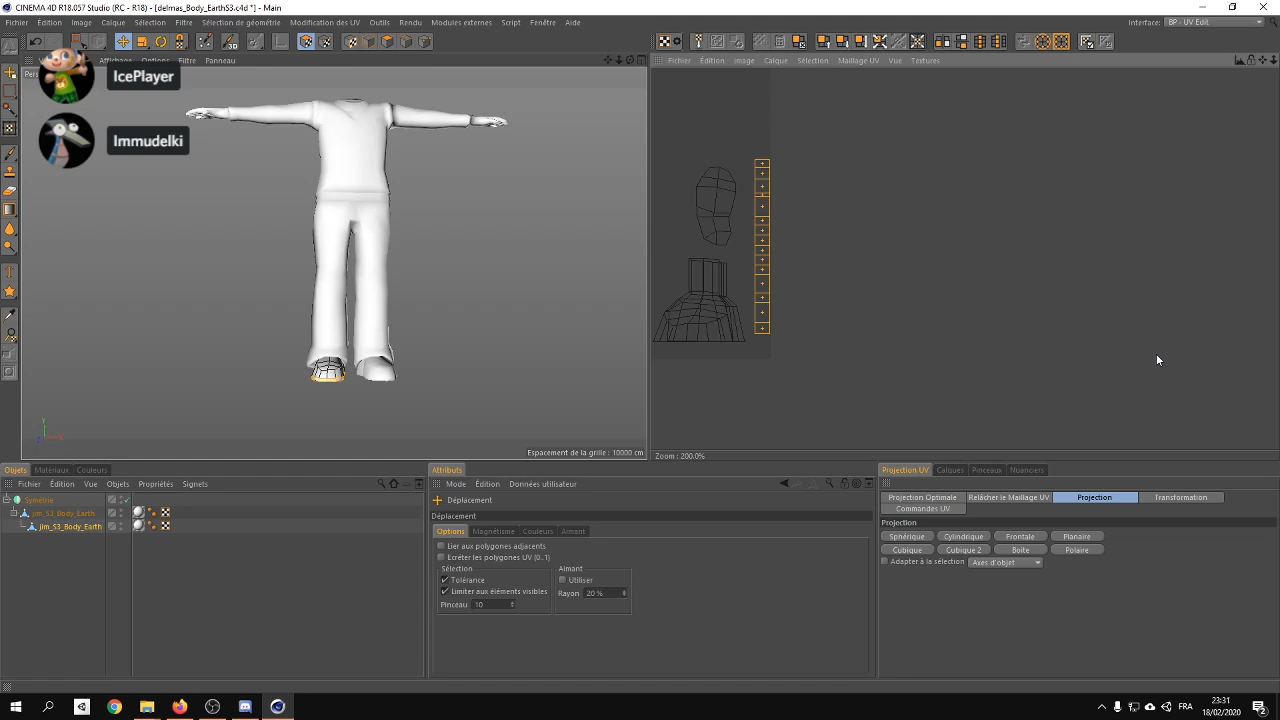 CINEMA 4D R18.057 Studio (RC - R18) - [delmas_Body_EarthS3.c4d *] - Main
Fichier Édition Image Calque Sélection Filtre Sélection de géométrie Modification des UV Outils Rendu Modules externes Script Fenêtre Aide
Interface: BP - UV Edit
Affichage Options Filtre Panneau
Fichier Édition Image Calque Sélection Maillage UV Vue Textures
Pers
IcePlayer
Immudelki
Y
X
Z
Espacement de la grille : 10000 cm
Zoom : 200.0%
Objets Matériaux Couleurs
Attributs
Projection UV Calques Pinceaux Nuanciers
Fichier Édition Vue Objets Propriétés Signets
Mode Édition Données utilisateur
Symétrie
Jim_S3_Body_Earth
Jim_S3_Body_Earth
Déplacement
Déplacement
Options Magnétisme Couleurs Aimant
Lier aux polygones adjacents
Ecrêter les polygones UV (0..1)
Sélection
Tolérance
Limiter aux éléments visibles
Pinceau 10
Aimant
Utiliser
Rayon 20 %
Projection Optimale Relâcher le Maillage UV Projection Transformation
Commandes UV
Projection
Sphérique Cylindrique Frontale Planaire
Cubique Cubique 2 Boite Polaire
Adapter à la sélection Axes d'objet
FRA
23:31
18/02/2020
2